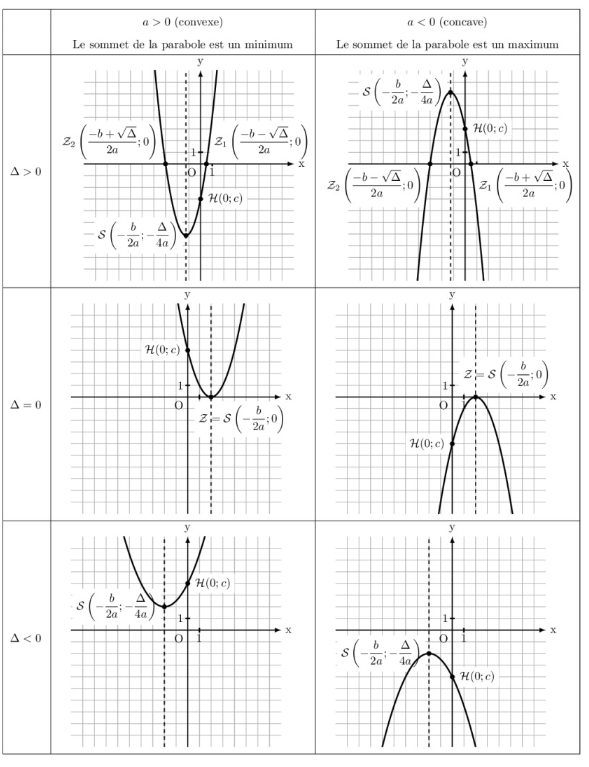 a > 0 (convexe)
Le sommet de la parabole est un minimum
a < 0 (concave)
Le sommet de la parabole est un maximum
Δ > 0
y
Z₂ (−b + √Δ / 2a ; 0)
Z₁ (−b − √Δ / 2a ; 0)
1
x
O 1
H(0; c)
S (−b/2a ; −Δ/4a)
y
S (−b/2a ; −Δ/4a)
H(0; c)
1
x
O
Z₂ (−b − √Δ / 2a ; 0)
Z₁ (−b + √Δ / 2a ; 0)
Δ = 0
y
H(0; c)
1
x
O
Z = S (−b/2a ; 0)
y
Z = S (−b/2a ; 0)
1
x
O
H(0; c)
Δ < 0
y
H(0; c)
S (−b/2a ; −Δ/4a)
1
x
O 1
y
1
x
O 1
S (−b/2a ; −Δ/4a)
H(0; c)